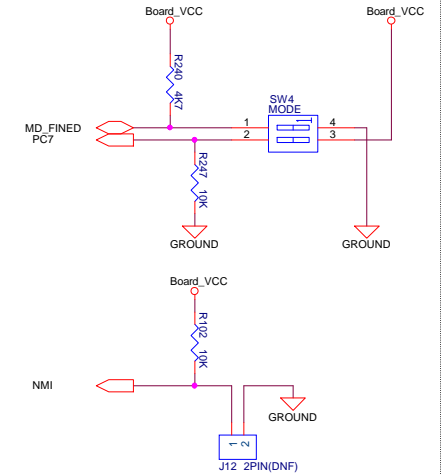 Board_VCC Board_VCC
R240 4K7
SW4
MODE
MD_FINED 1 4
PC7 2 3
R247 10K
GROUND GROUND
Board_VCC
R102 10K
NMI
GROUND
1 2
J12 2PIN(DNF)